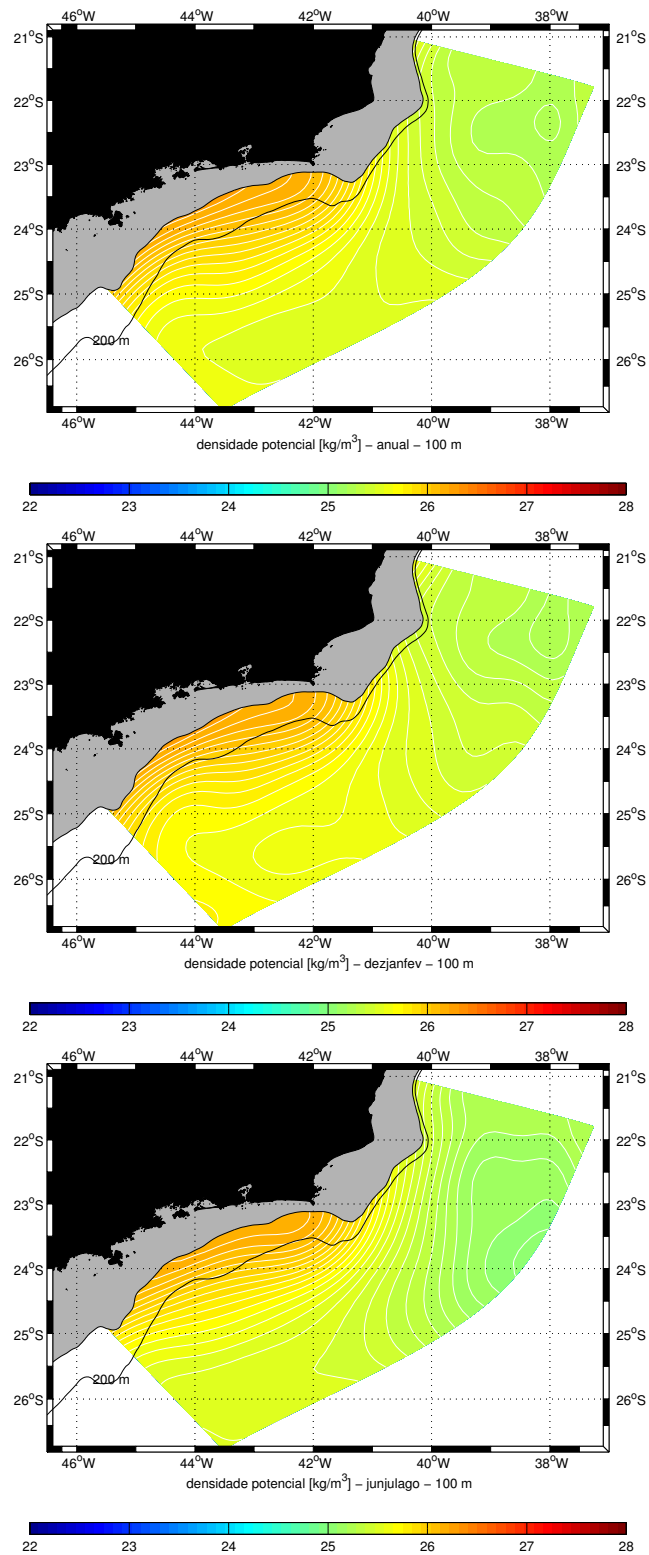 46°W 44°W 42°W 40°W 38°W
21°S 21°S
22°S 22°S
23°S 23°S
24°S 24°S
25°S 25°S
200 m
26°S 26°S
46°W 44°W 42°W 40°W 38°W
densidade potencial [kg/m³] − anual − 100 m
22 23 24 25 26 27 28
46°W 44°W 42°W 40°W 38°W
21°S 21°S
22°S 22°S
23°S 23°S
24°S 24°S
25°S 25°S
200 m
26°S 26°S
46°W 44°W 42°W 40°W 38°W
densidade potencial [kg/m³] − dezjanfev − 100 m
22 23 24 25 26 27 28
46°W 44°W 42°W 40°W 38°W
21°S 21°S
22°S 22°S
23°S 23°S
24°S 24°S
25°S 25°S
200 m
26°S 26°S
46°W 44°W 42°W 40°W 38°W
densidade potencial [kg/m³] − junjulago − 100 m
22 23 24 25 26 27 28